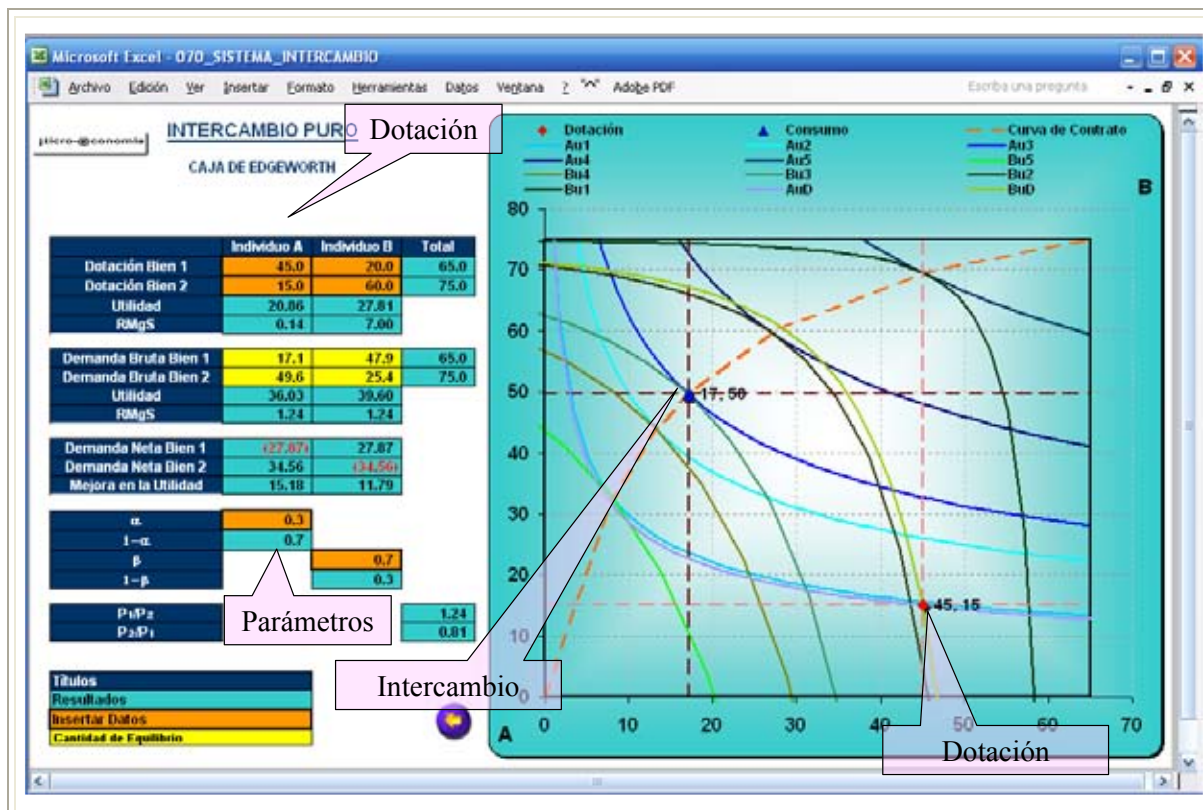 Microsoft Excel - 070_SISTEMA_INTERCAMBIO
Archivo Edición Ver Insertar Formato Herramientas Datos Ventana ? Adobe PDF Escriba una pregunta
INTERCAMBIO PURO
CAJA DE EDGEWORTH
Dotación
Individuo A Individuo B Total
Dotación Bien 1 45.0 20.0 65.0
Dotación Bien 2 15.0 60.0 75.0
Utilidad 20.86 27.81
RMgS 0.14 7.00
Demanda Bruta Bien 1 17.1 47.9 65.0
Demanda Bruta Bien 2 49.6 25.4 75.0
Utilidad 36.03 39.60
RMgS 1.24 1.24
Demanda Neta Bien 1 (27.87) 27.87
Demanda Neta Bien 2 34.56 (34.56)
Mejora en la Utilidad 15.18 11.79
α 0.3
1-α 0.7
β 0.7
1-β 0.3
P1/P2 1.24
P2/P1 0.81
Parámetros
Títulos
Resultados
Insertar Datos
Cantidad de Equilibrio
Dotación Consumo Curva de Contrato
Au1 Au2 Au3
Au4 Au5 Bu5
Bu4 Bu3 Bu2
Bu1 AuD BuD
B
80
70
60
50
40
30
20
10
0
17, 50
45, 15
Intercambio
Dotación
A
0 10 20 30 40 50 60 70